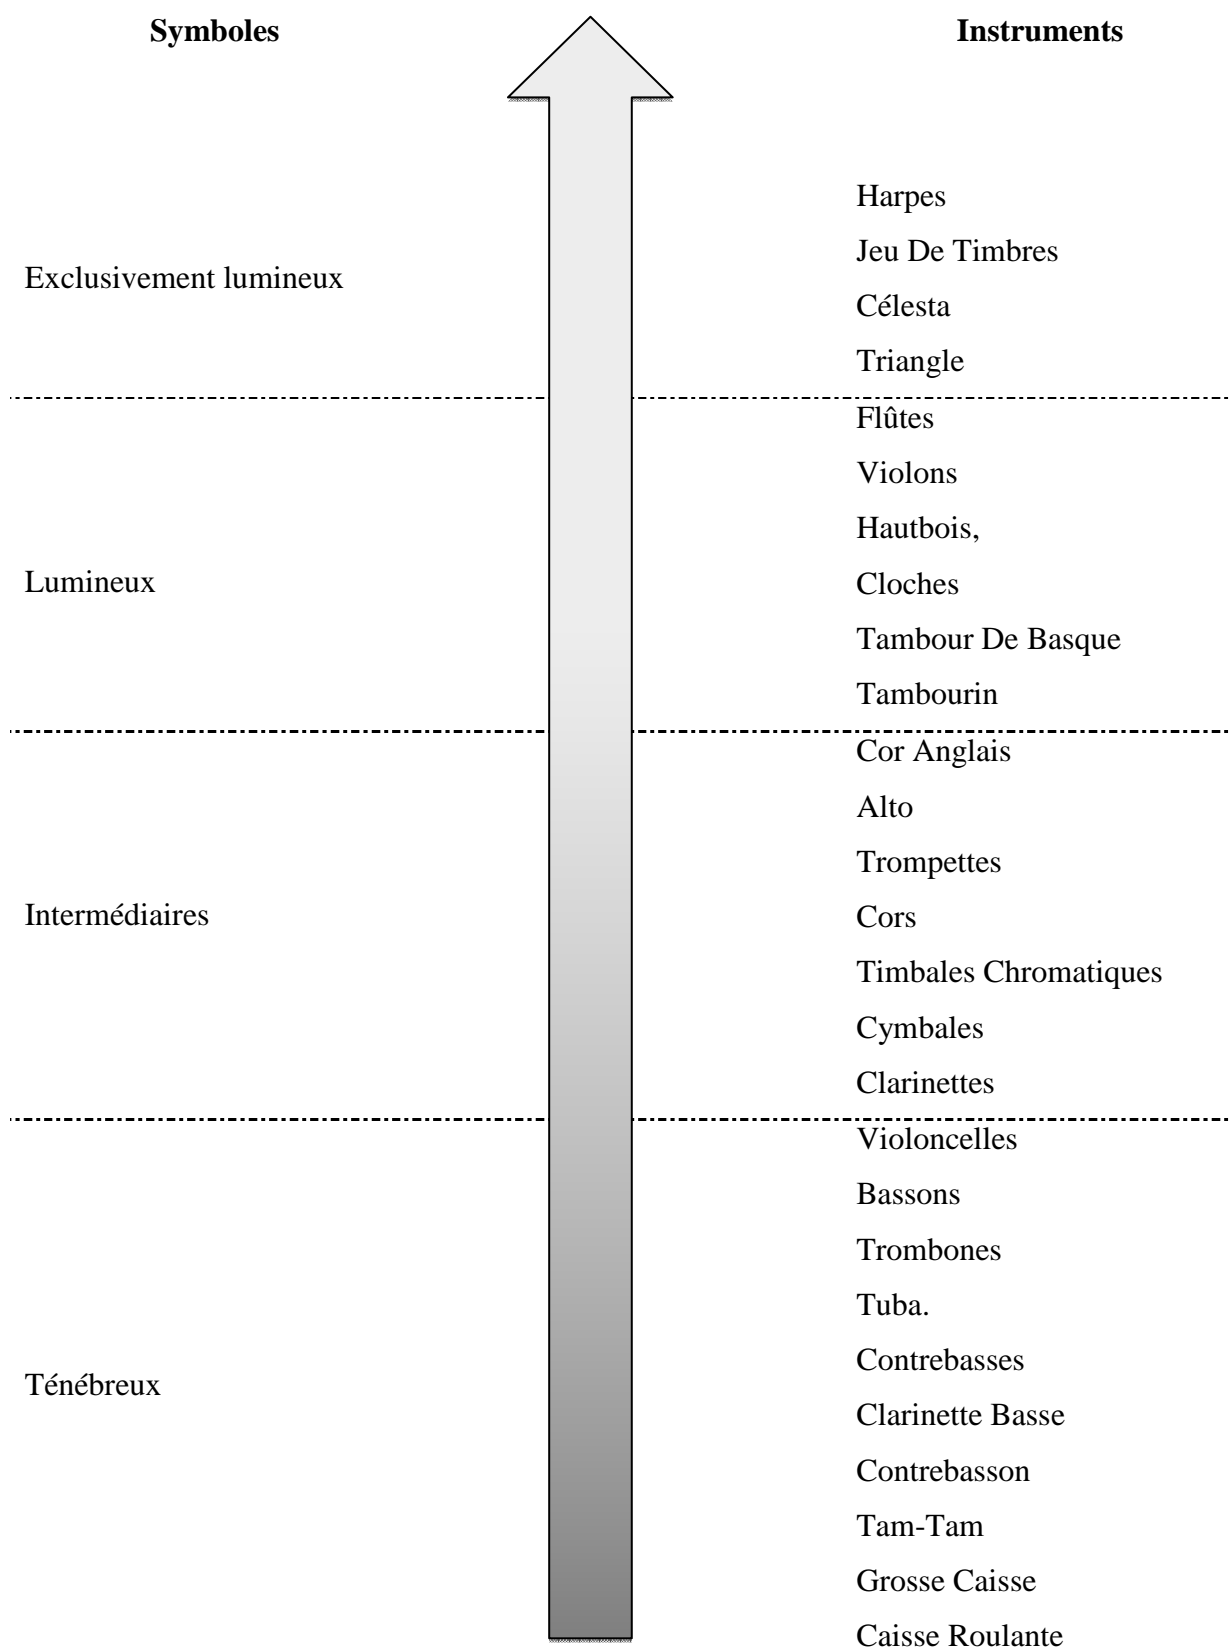 Symboles
Instruments
Exclusivement lumineux
Harpes
Jeu De Timbres
Célesta
Triangle
Lumineux
Flûtes
Violons
Hautbois,
Cloches
Tambour De Basque
Tambourin
Intermédiaires
Cor Anglais
Alto
Trompettes
Cors
Timbales Chromatiques
Cymbales
Clarinettes
Ténébreux
Violoncelles
Bassons
Trombones
Tuba.
Contrebasses
Clarinette Basse
Contrebasson
Tam-Tam
Grosse Caisse
Caisse Roulante